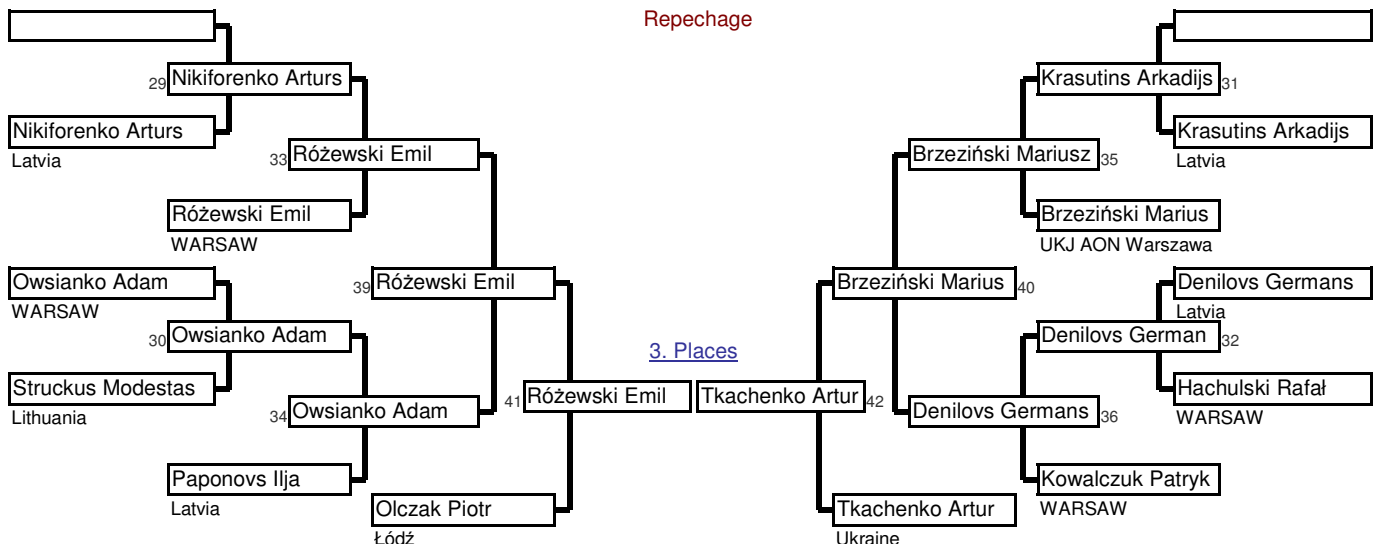 Repechage
29 Nikiforenko Arturs
Krasutins Arkadijs 31
Nikiforenko Arturs
Latvia
Krasutins Arkadijs
Latvia
33 Różewski Emil
Brzeziński Mariusz 35
Różewski Emil
WARSAW
Brzeziński Marius
UKJ AON Warszawa
Owsianko Adam
WARSAW
39 Różewski Emil
Brzeziński Marius 40
Denilovs Germans
Latvia
30 Owsianko Adam
Denilovs German 32
3. Places
Struckus Modestas
Lithuania
41 Różewski Emil
Tkachenko Artur 42
Hachulski Rafał
WARSAW
34 Owsianko Adam
Denilovs Germans 36
Paponovs Ilja
Latvia
Kowalczuk Patryk
WARSAW
Olczak Piotr
Łódź
Tkachenko Artur
Ukraine